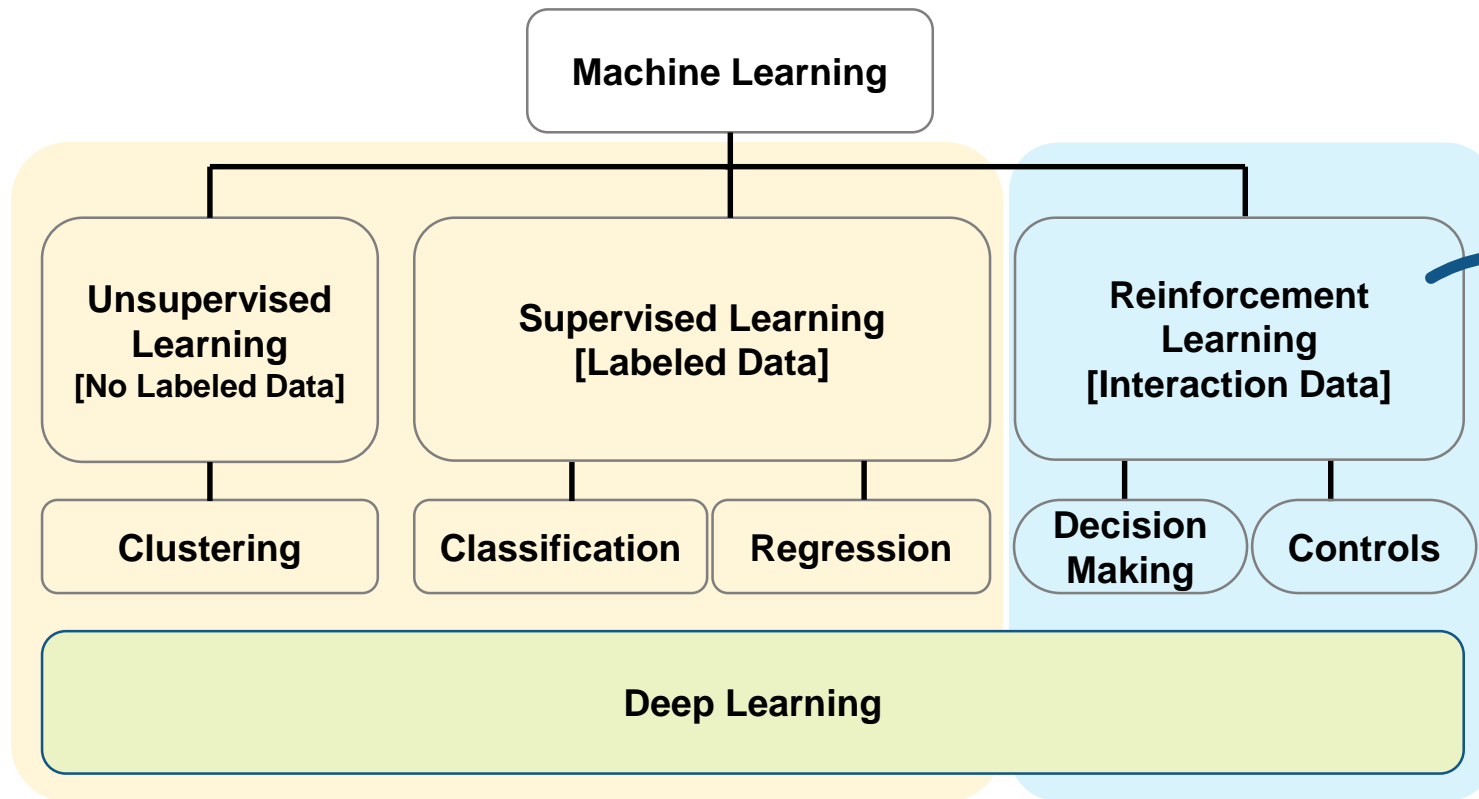 Machine Learning
Unsupervised
Learning
[No Labeled Data]
Supervised Learning
[Labeled Data]
Reinforcement
Learning
[Interaction Data]
Clustering
Classification
Regression
Decision
Making
Controls
Deep Learning